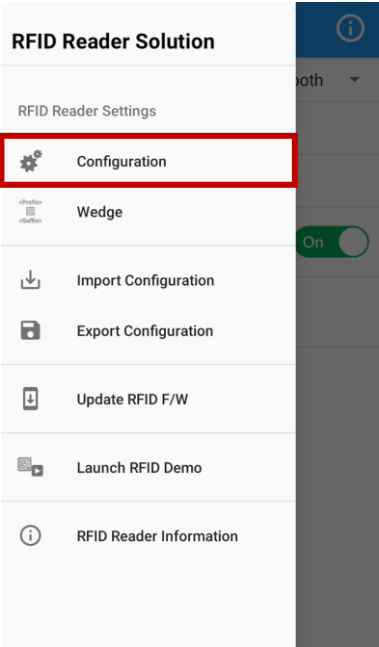 RFID Reader Solution
ooth
RFID Reader Settings
Configuration
<Prefix>
<Suffix>
Wedge
On
Import Configuration
Export Configuration
Update RFID F/W
Launch RFID Demo
RFID Reader Information